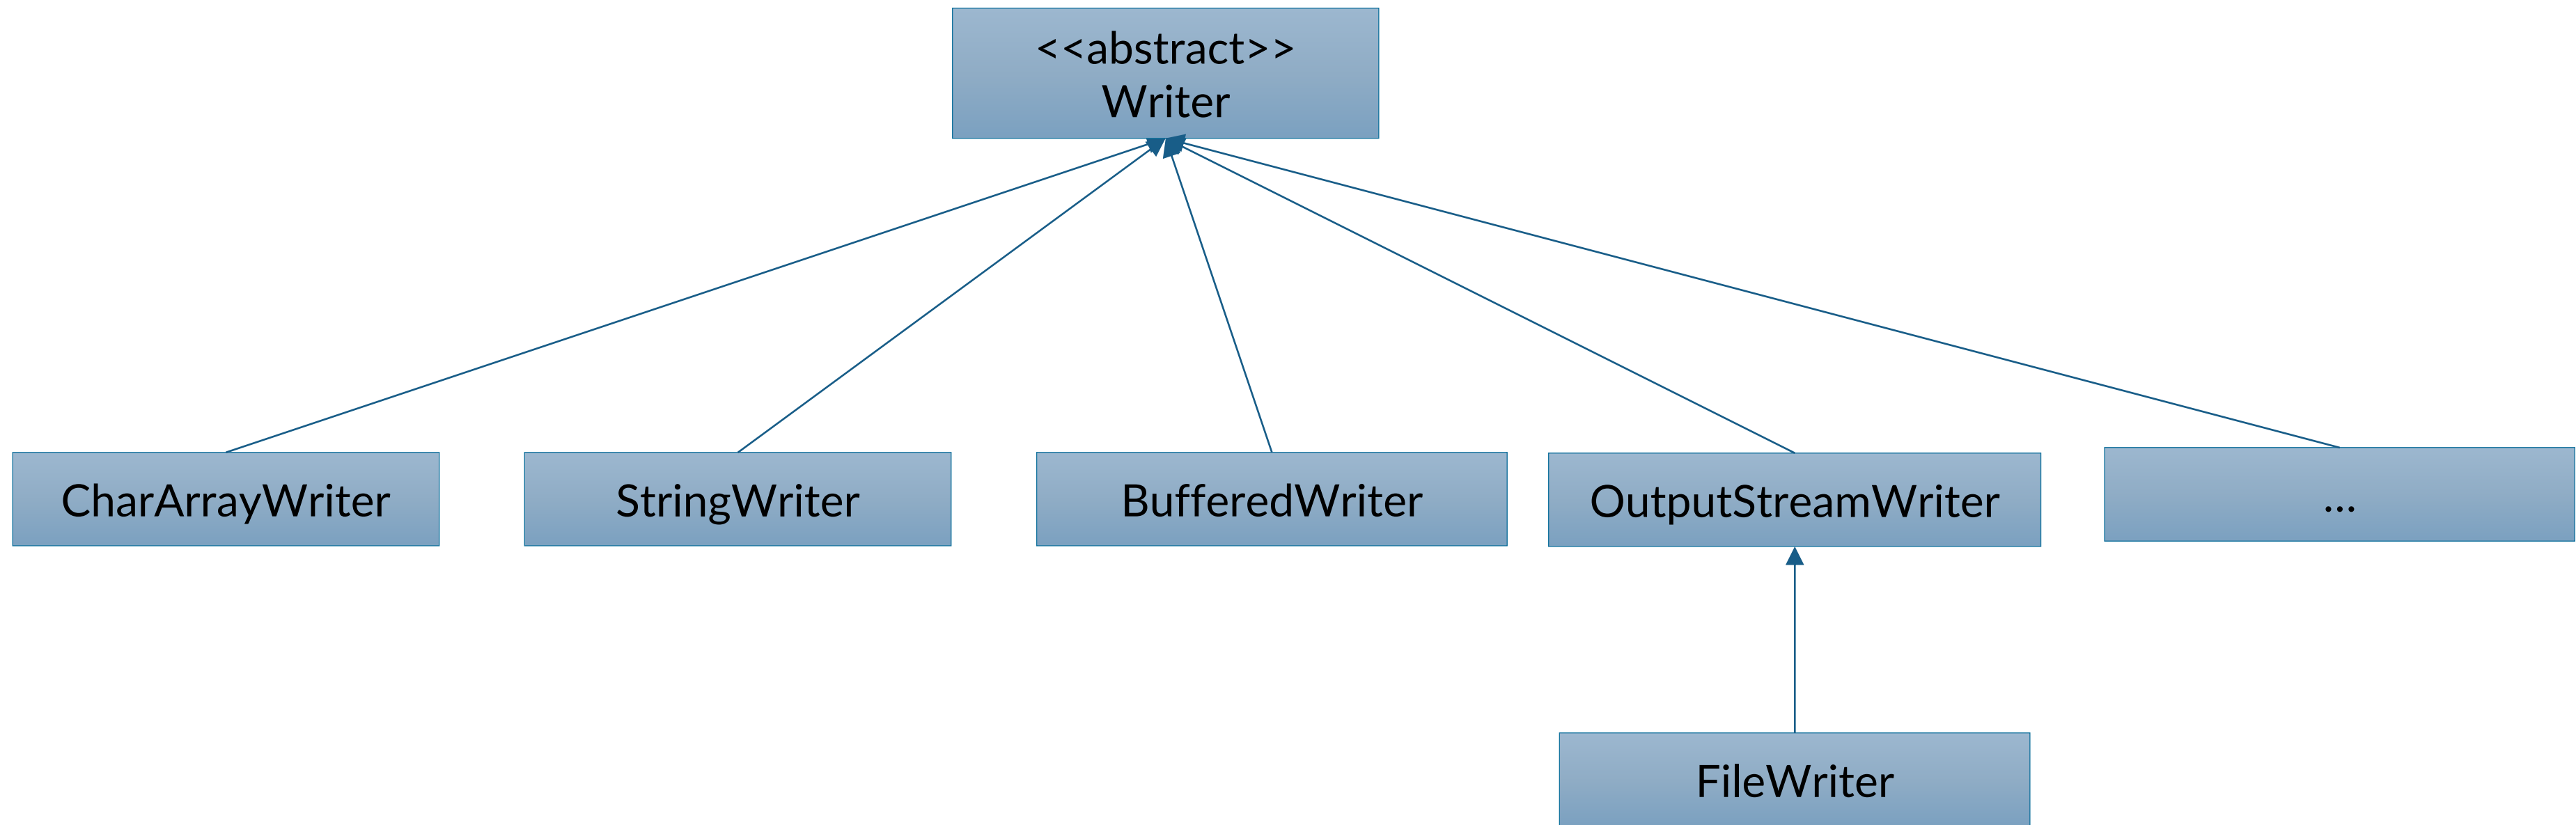 <<abstract>>
Writer
CharArrayWriter
StringWriter
BufferedWriter
OutputStreamWriter
...
FileWriter